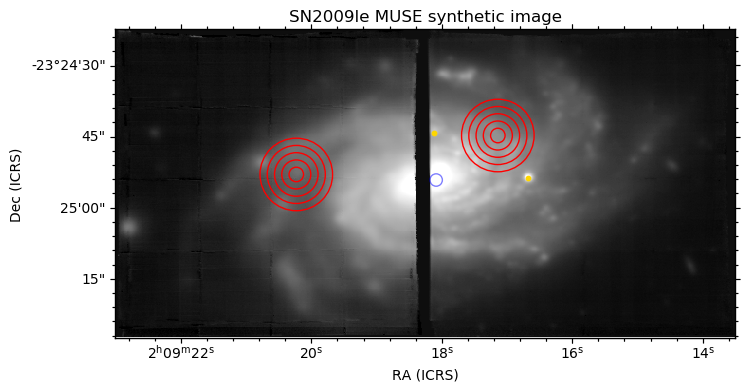 SN2009le MUSE synthetic image
-23°24'30"
45"
25'00"
15"
Dec (ICRS)
2ʰ09ᵐ22ˢ 20ˢ 18ˢ 16ˢ 14ˢ
RA (ICRS)